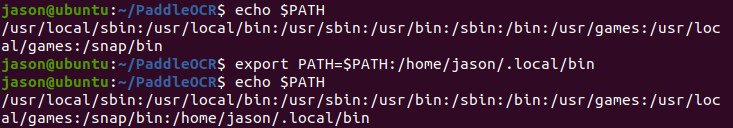 jason@ubuntu:~/PaddleOCR$ echo $PATH
/usr/local/sbin:/usr/local/bin:/usr/sbin:/usr/bin:/sbin:/bin:/usr/games:/usr/loc
al/games:/snap/bin
jason@ubuntu:~/PaddleOCR$ export PATH=$PATH:/home/jason/.local/bin
jason@ubuntu:~/PaddleOCR$ echo $PATH
/usr/local/sbin:/usr/local/bin:/usr/sbin:/usr/bin:/sbin:/bin:/usr/games:/usr/loc
al/games:/snap/bin:/home/jason/.local/bin